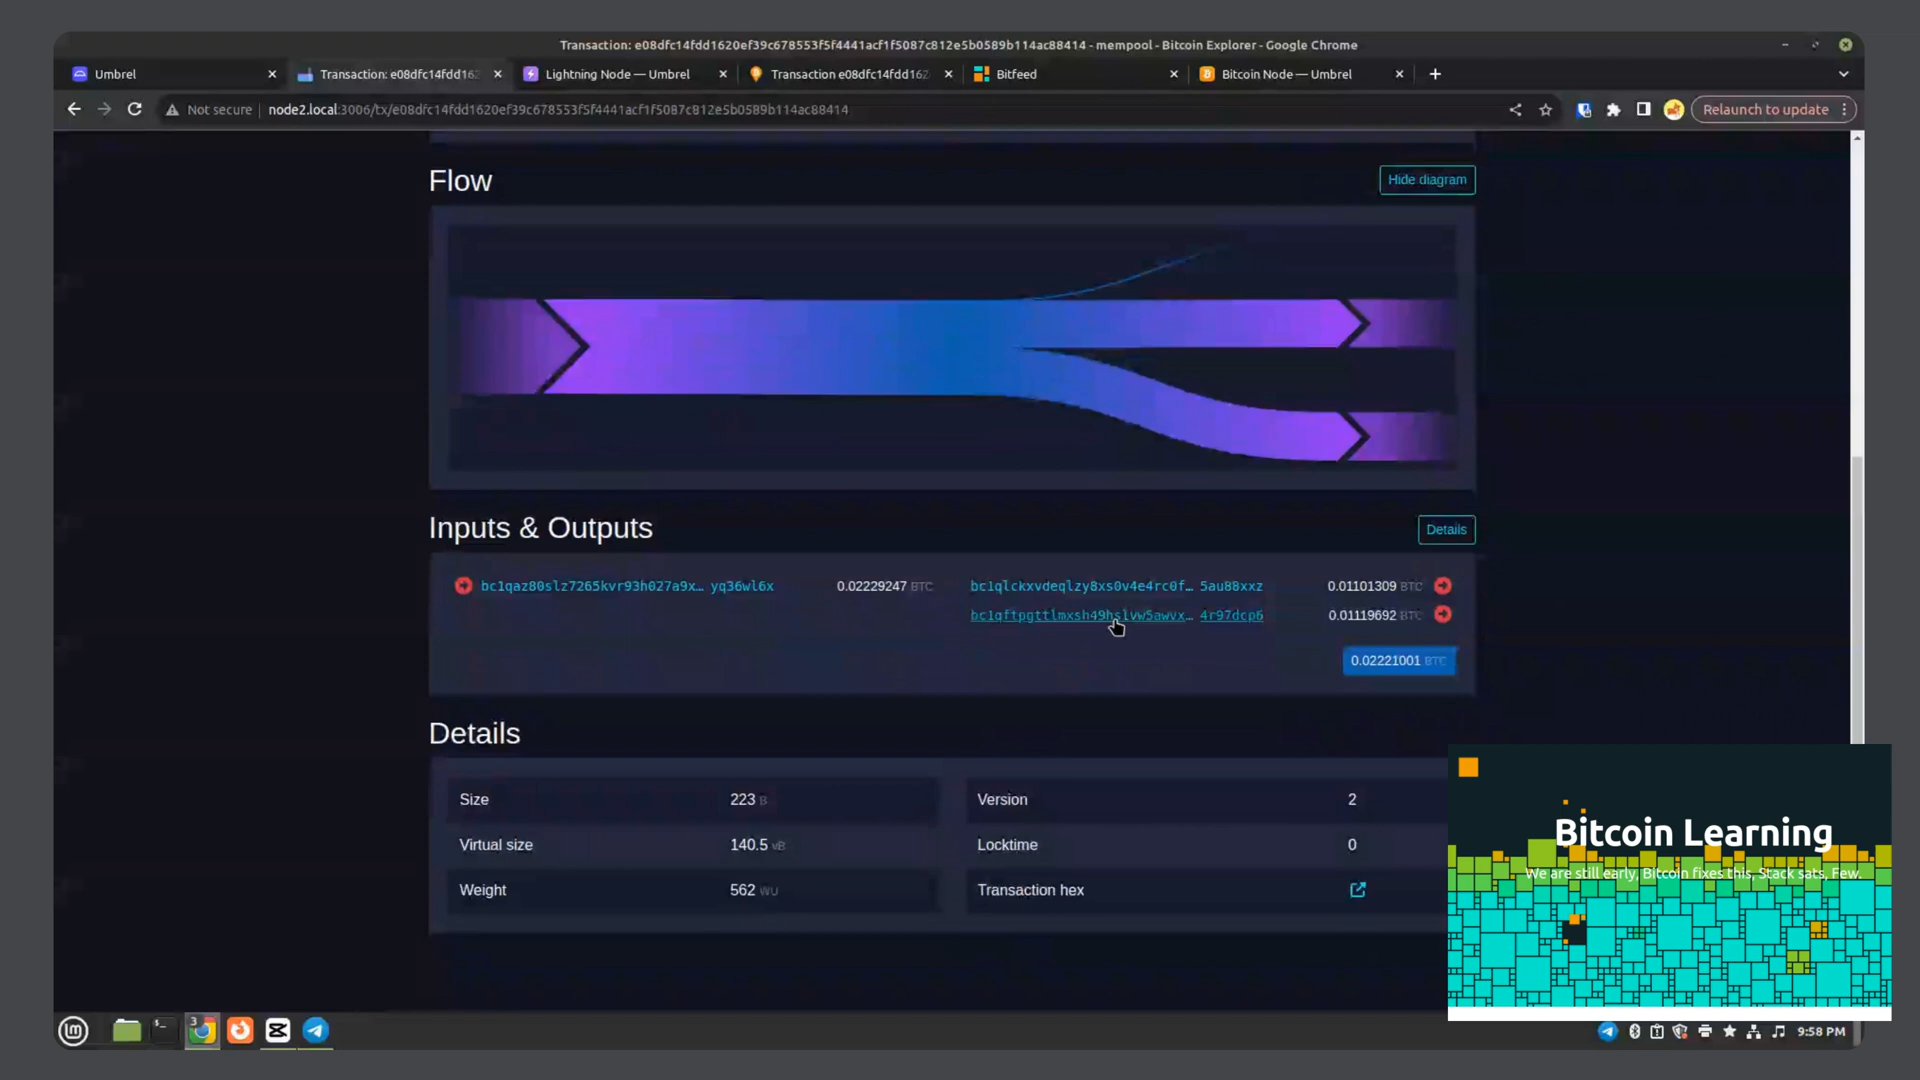 Transaction: e08dfc14fdd1620ef39c678553f5f4441acf1f5087c812e5b0589b114ac88414 - mempool - Bitcoin Explorer - Google Chrome
Umbrel
Transaction: e08dfc14fdd162
Lightning Node — Umbrel
Transaction e08dfc14fdd162
Bitfeed
Bitcoin Node — Umbrel
Not secure
node2.local:3006/tx/e08dfc14fdd1620ef39c678553f5f4441acf1f5087c812e5b0589b114ac88414
Relaunch to update
Flow
Hide diagram
Inputs & Outputs
Details
bc1qaz80slz7265kvr93h027a9x… yq36wl6x
0.02229247 BTC
bc1qlckxvdeqlzy8xs0v4e4rc0f… 5au88xxz
0.01101309 BTC
bc1qftpgttlmxsh49hslvw5awvx… 4r97dcp6
0.01119692 BTC
0.02221001 BTC
Details
Size
223 B
Version
2
Virtual size
140.5 vB
Locktime
0
Weight
562 WU
Transaction hex
Bitcoin Learning
We are still early, Bitcoin fixes this, Stack sats, Few.
3
9:58 PM